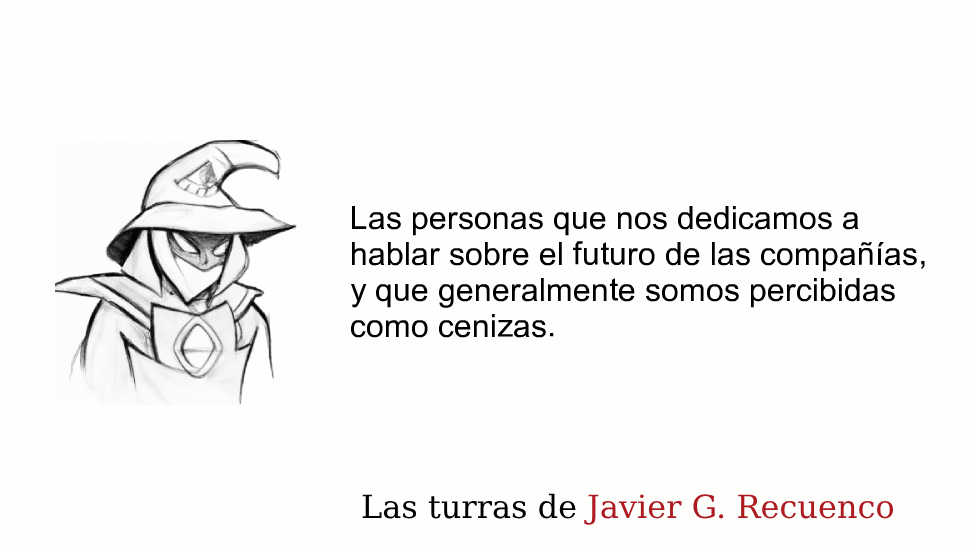 Las personas que nos dedicamos a
hablar sobre el futuro de las compañías,
y que generalmente somos percibidas
como cenizas.
Las turras de Javier G. Recuenco